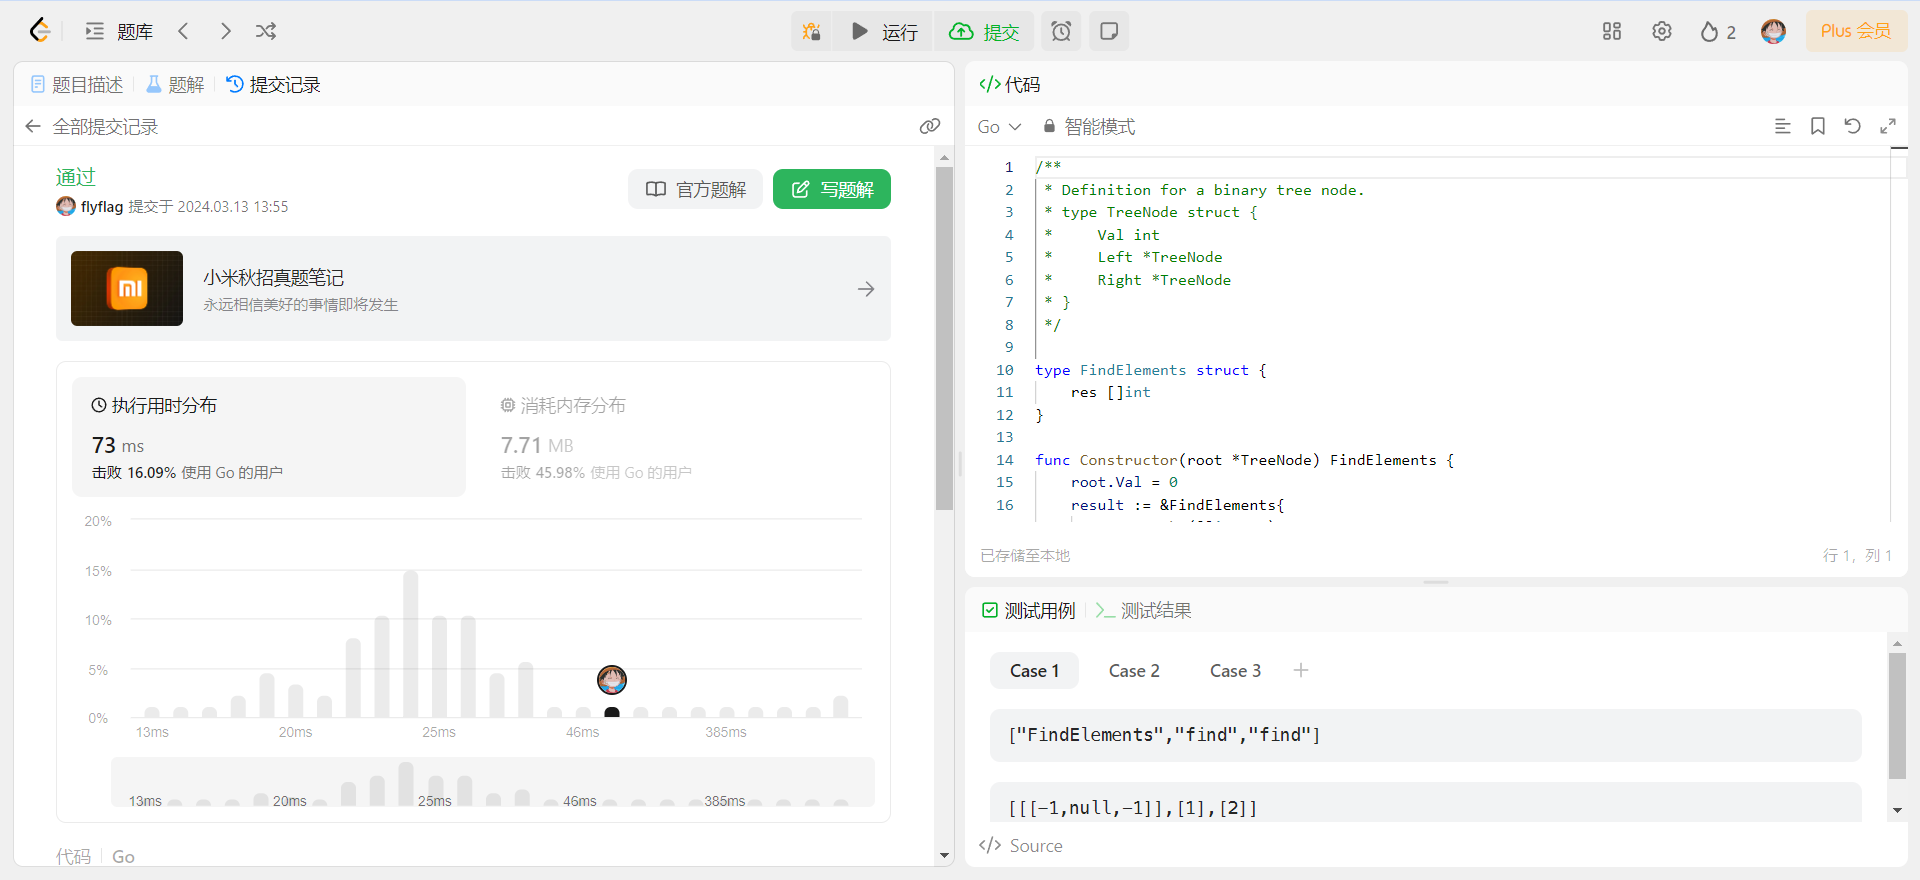 题库
运行
提交
2
Plus 会员
题目描述
题解
提交记录
全部提交记录
通过
flyflag 提交于 2024.03.13 13:55
官方题解
写题解
小米秋招真题笔记
永远相信美好的事情即将发生
执行用时分布
73 ms
击败 16.09% 使用 Go 的用户
消耗内存分布
7.71 MB
击败 45.98% 使用 Go 的用户
20%
15%
10%
5%
0%
13ms 20ms 25ms 46ms 385ms
13ms 20ms 25ms 46ms 385ms
代码 Go
代码
Go 智能模式
1 /**
2  * Definition for a binary tree node.
3  * type TreeNode struct {
4  *     Val int
5  *     Left *TreeNode
6  *     Right *TreeNode
7  * }
8  */
9
10 type FindElements struct {
11     res []int
12 }
13
14 func Constructor(root *TreeNode) FindElements {
15     root.Val = 0
16     result := &FindElements{
已存储至本地
行 1, 列 1
测试用例
测试结果
Case 1 Case 2 Case 3
["FindElements","find","find"]
[[[-1,null,-1]],[1],[2]]
Source